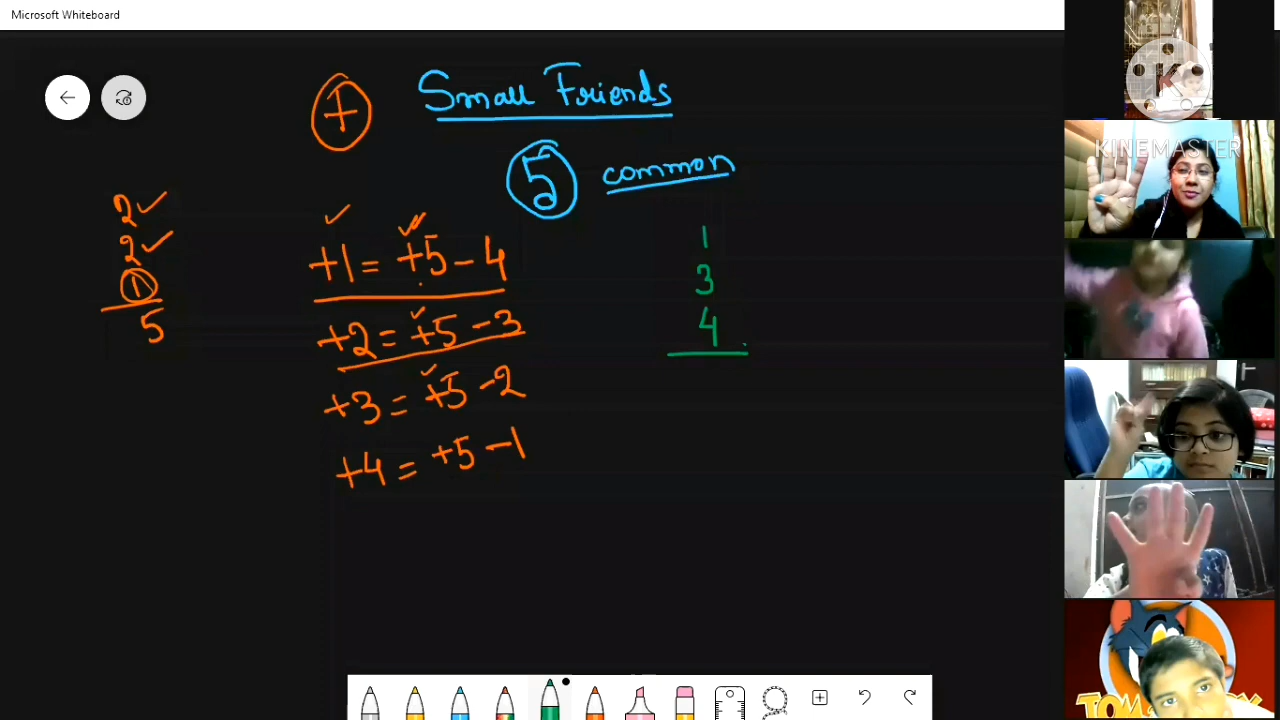 Microsoft Whiteboard
+ Small Friends
5 common
2
2
1
5
+1 = +5 - 4
+2 = +5 - 3
+3 = +5 - 2
+4 = +5 - 1
1
3
4
K
KINEMASTER
TOM